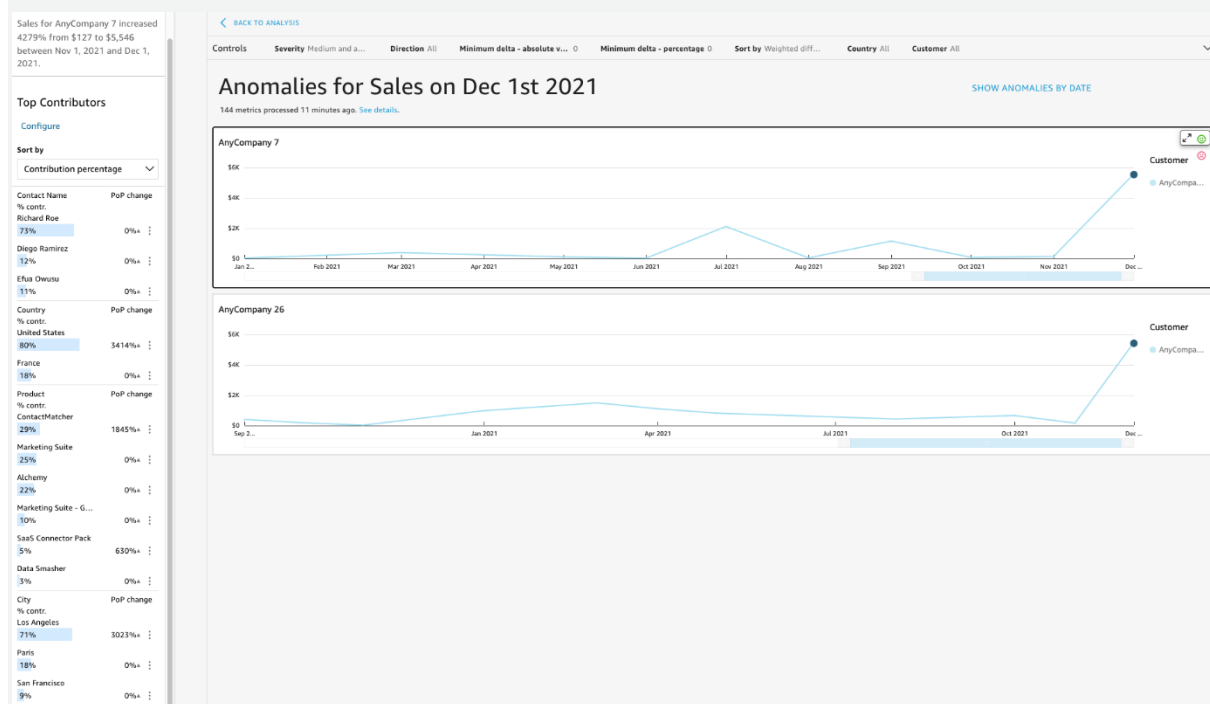 Sales for AnyCompany 7 increased
4279% from $127 to $5,546
between Nov 1, 2021 and Dec 1,
2021.
Top Contributors
Configure
Sort by
Contribution percentage
Contact Name PoP change
% contr.
Richard Roe
73% 0%
Diego Ramirez
12% 0%
Efua Owusu
11% 0%
Country PoP change
% contr.
United States
80% 3414%
France
18% 0%
Product PoP change
% contr.
ContactMatcher
29% 1845%
Marketing Suite
25% 0%
Alchemy
22% 0%
Marketing Suite - G...
10% 0%
SaaS Connector Pack
5% 630%
Data Smasher
3% 0%
City PoP change
% contr.
Los Angeles
71% 3023%
Paris
18% 0%
San Francisco
9% 0%
BACK TO ANALYSIS
Controls Severity Medium and a... Direction All Minimum delta - absolute v... 0 Minimum delta - percentage 0 Sort by Weighted diff... Country All Customer All
Anomalies for Sales on Dec 1st 2021
SHOW ANOMALIES BY DATE
144 metrics processed 11 minutes ago. See details.
AnyCompany 7
Customer
AnyCompa...
$6K
$4K
$2K
$0
Jan 2... Feb 2021 Mar 2021 Apr 2021 May 2021 Jun 2021 Jul 2021 Aug 2021 Sep 2021 Oct 2021 Nov 2021 Dec ...
AnyCompany 26
Customer
AnyCompa...
$6K
$4K
$2K
$0
Sep 2... Jan 2021 Apr 2021 Jul 2021 Oct 2021 Dec ...